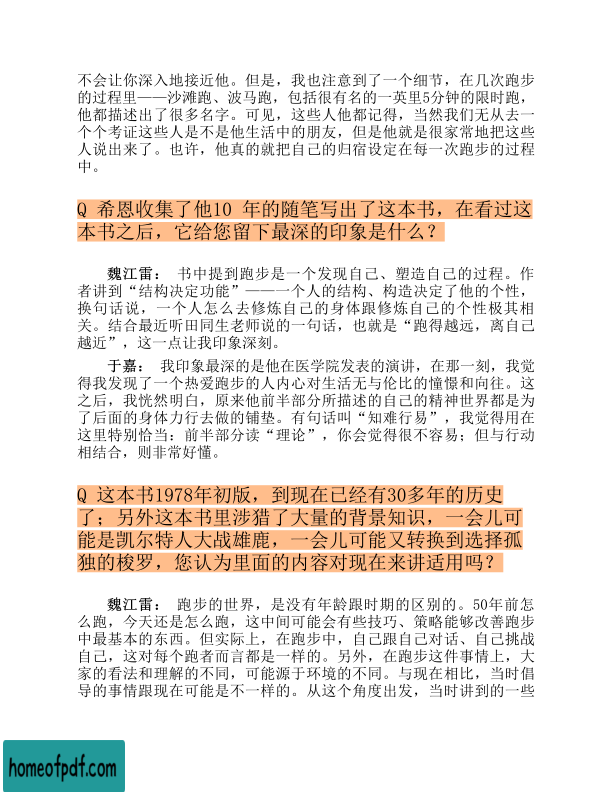 不会让你深入地接近他。但是，我也注意到了一个细节，在几次跑步
的过程里——沙滩跑、波马跑，包括很有名的一英里5分钟的限时跑，
他都描述出了很多名字。可见，这些人他都记得，当然我们无从去一
个个考证这些人是不是他生活中的朋友，但是他就是很家常地把这些
人说出来了。也许，他真的就把自己的归宿设定在每一次跑步的过程
中。
Q 希恩收集了他10 年的随笔写出了这本书，在看过这
本书之后，它给您留下最深的印象是什么？
魏江雷： 书中提到跑步是一个发现自己、塑造自己的过程。作
者讲到“结构决定功能”———一个人的结构、构造决定了他的个性，
换句话说，一个人怎么去修炼自己的身体跟修炼自己的个性极其相
关。结合最近听田同生老师说的一句话，也就是“跑得越远，离自己
越近”，这一点让我印象深刻。
于嘉： 我印象最深的是他在医学院发表的演讲，在那一刻，我觉
得我发现了一个热爱跑步的人内心对生活无与伦比的憧憬和向往。这
之后，我恍然明白，原来他前半部分所描述的自己的精神世界都是为
了后面的身体力行去做的铺垫。有句话叫“知难行易”，我觉得用在
这里特别恰当：前半部分读“理论”，你会觉得很不容易；但与行动
相结合，则非常好懂。
Q 这本书1978年初版，到现在已经有30多年的历史
了；另外这本书里涉猎了大量的背景知识，一会儿可
能是凯尔特人大战雄鹿，一会儿可能又转换到选择孤
独的梭罗，您认为里面的内容对现在来讲适用吗？
魏江雷： 跑步的世界，是没有年龄跟时期的区别的。50年前怎
么跑，今天还是怎么跑，这中间可能会有些技巧、策略能够改善跑步
中最基本的东西。但实际上，在跑步中，自己跟自己对话、自己挑战
自己，这对每个跑者而言都是一样的。另外，在跑步这件事情上，大
家的看法和理解的不同，可能源于环境的不同。与现在相比，当时倡
导的事情跟现在可能是不一样的。从这个角度出发，当时讲到的一些
homeofpdf.com